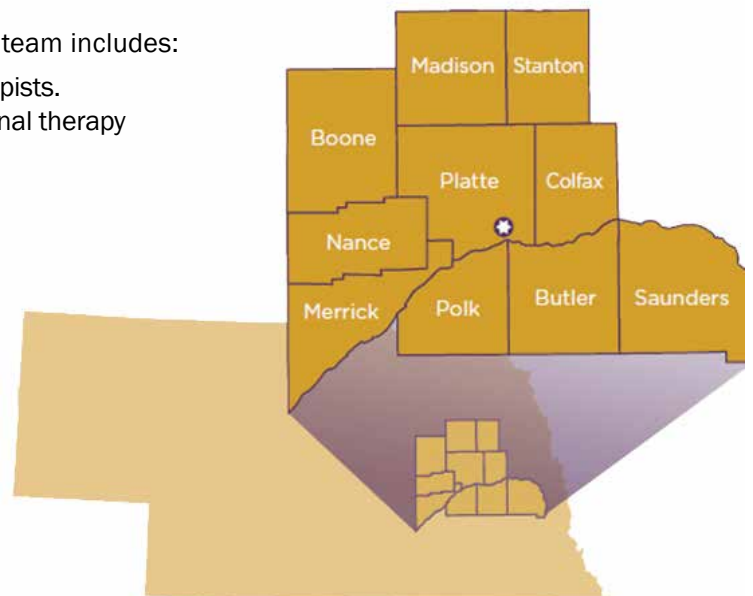 team includes:
pists.
nal therapy
Madison Stanton
Boone
Platte Colfax
Nance
Merrick Polk Butler Saunders